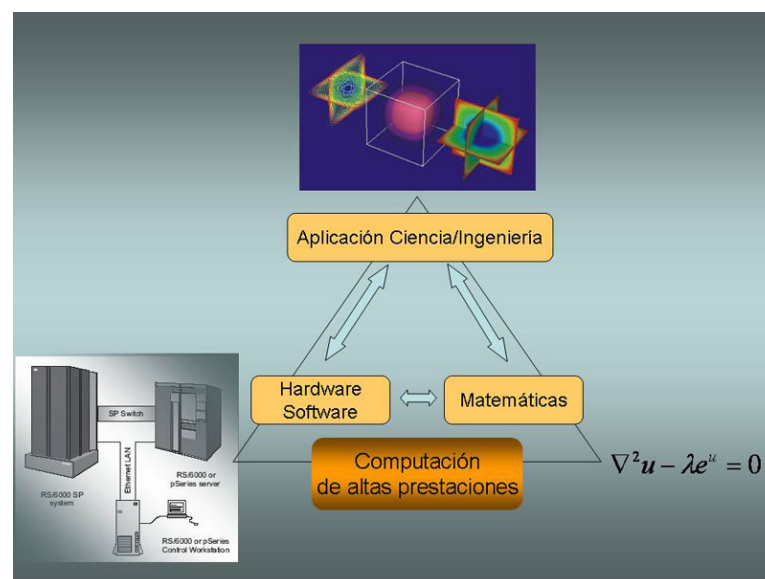 Aplicación Ciencia/Ingeniería
Hardware
Software
Matemáticas
Computación
de altas prestaciones
∇²u − λeᵘ = 0
SP Switch
Ethernet LAN
RS/6000 SP
system
RS/6000 or
pSeries server
RS/6000 or pSeries
Control Workstation